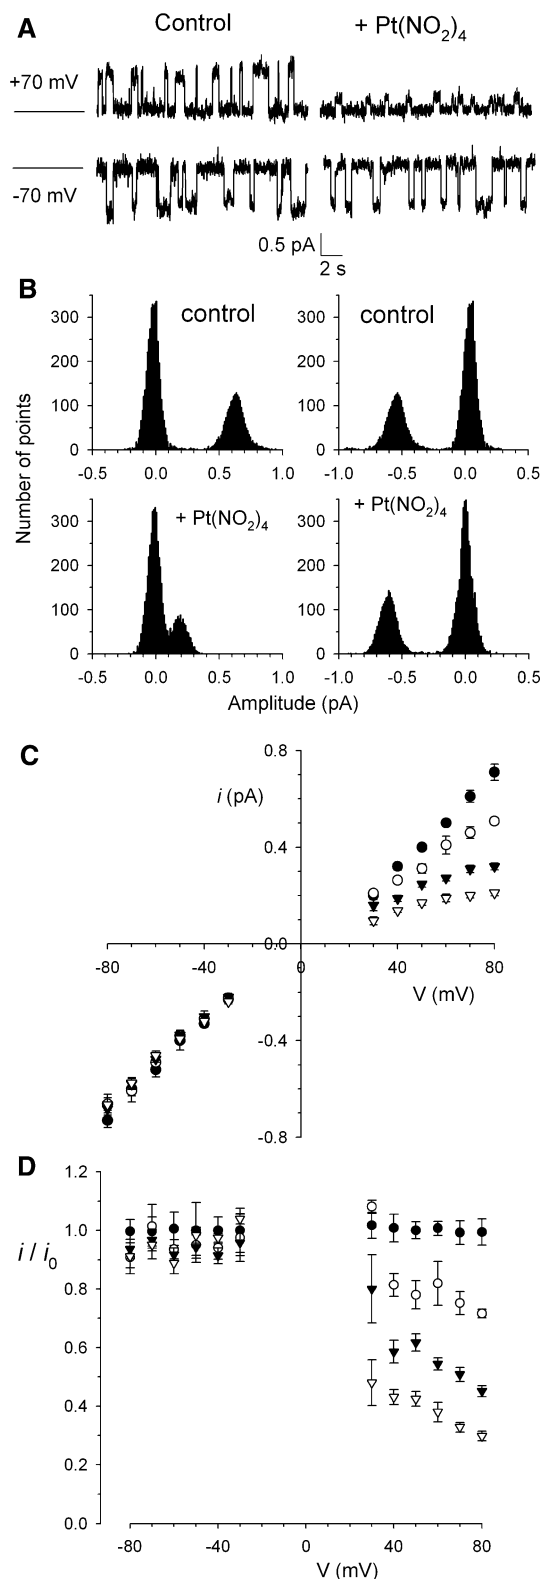 A
Control
+ Pt(NO2)4
+70 mV
-70 mV
0.5 pA
2 s
B
control
control
300
200
100
0
300
200
100
0
-0.5 0.0 0.5 1.0
-1.0 -0.5 0.0 0.5
+ Pt(NO2)4
+ Pt(NO2)4
300
200
100
0
300
200
100
0
-0.5 0.0 0.5 1.0
-1.0 -0.5 0.0 0.5
Number of points
Amplitude (pA)
C
i (pA)
0.8
0.4
0.0
-80 -40 0 40 80
V (mV)
-0.4
-0.8
D
i / i0
1.2
1.0
0.8
0.6
0.4
0.2
0.0
-80 -40 0 40 80
V (mV)